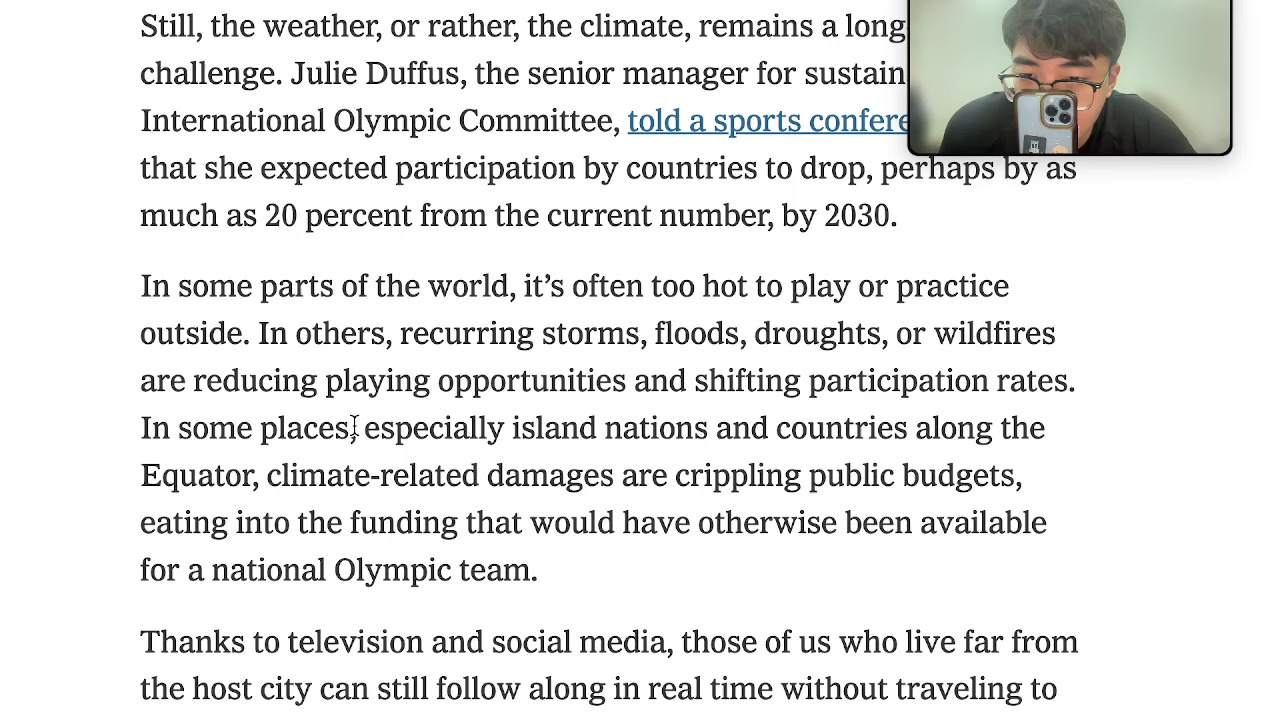 Still, the weather, or rather, the climate, remains a long
challenge. Julie Duffus, the senior manager for sustain
International Olympic Committee, told a sports confere
that she expected participation by countries to drop, perhaps by as
much as 20 percent from the current number, by 2030.
In some parts of the world, it’s often too hot to play or practice
outside. In others, recurring storms, floods, droughts, or wildfires
are reducing playing opportunities and shifting participation rates.
In some places, especially island nations and countries along the
Equator, climate-related damages are crippling public budgets,
eating into the funding that would have otherwise been available
for a national Olympic team.
Thanks to television and social media, those of us who live far from
the host city can still follow along in real time without traveling to